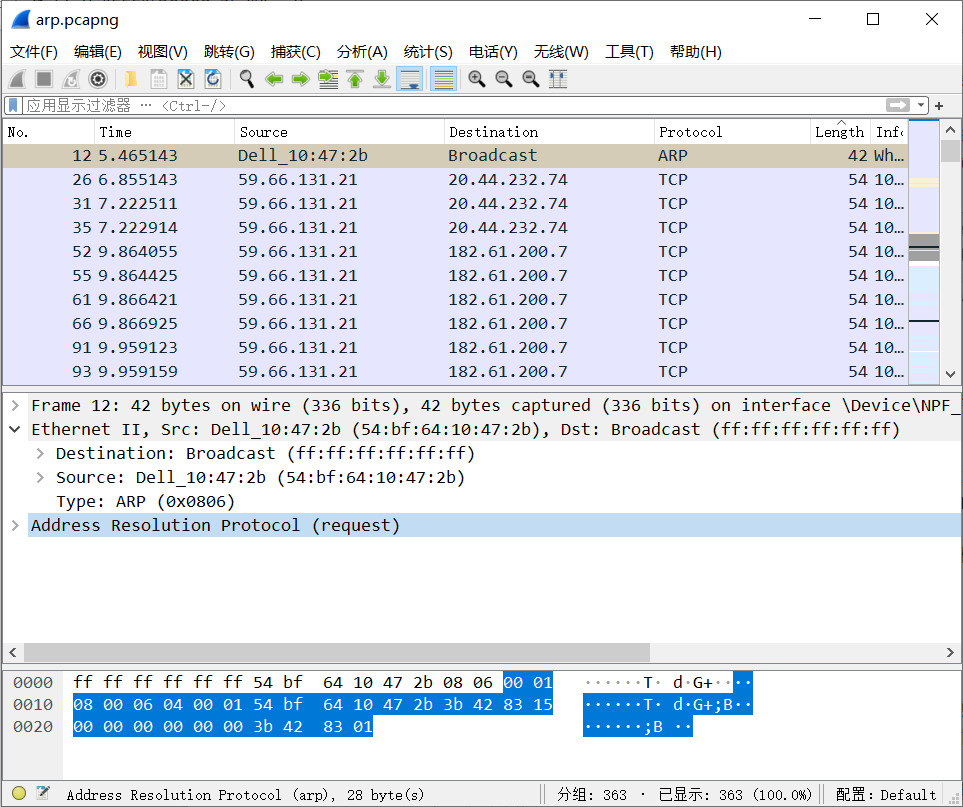 arp.pcapng
文件(F) 编辑(E) 视图(V) 跳转(G) 捕获(C) 分析(A) 统计(S) 电话(Y) 无线(W) 工具(T) 帮助(H)
应用显示过滤器 … <Ctrl-/>
No. Time Source Destination Protocol Length Info
12 5.465143 Dell_10:47:2b Broadcast ARP 42 Wh…
26 6.855143 59.66.131.21 20.44.232.74 TCP 54 10…
31 7.222511 59.66.131.21 20.44.232.74 TCP 54 10…
35 7.222914 59.66.131.21 20.44.232.74 TCP 54 10…
52 9.864055 59.66.131.21 182.61.200.7 TCP 54 10…
55 9.864425 59.66.131.21 182.61.200.7 TCP 54 10…
61 9.866421 59.66.131.21 182.61.200.7 TCP 54 10…
66 9.866925 59.66.131.21 182.61.200.7 TCP 54 10…
91 9.959123 59.66.131.21 182.61.200.7 TCP 54 10…
93 9.959159 59.66.131.21 182.61.200.7 TCP 54 10…
Frame 12: 42 bytes on wire (336 bits), 42 bytes captured (336 bits) on interface \Device\NPF_
Ethernet II, Src: Dell_10:47:2b (54:bf:64:10:47:2b), Dst: Broadcast (ff:ff:ff:ff:ff:ff)
Destination: Broadcast (ff:ff:ff:ff:ff:ff)
Source: Dell_10:47:2b (54:bf:64:10:47:2b)
Type: ARP (0x0806)
Address Resolution Protocol (request)
0000 ff ff ff ff ff ff 54 bf 64 10 47 2b 08 06 00 01 ······T· d·G+····
0010 08 00 06 04 00 01 54 bf 64 10 47 2b 3b 42 83 15 ······T· d·G+;B··
0020 00 00 00 00 00 00 3b 42 83 01 ······;B ··
Address Resolution Protocol (arp), 28 byte(s) 分组: 363 · 已显示: 363 (100.0%) 配置: Default